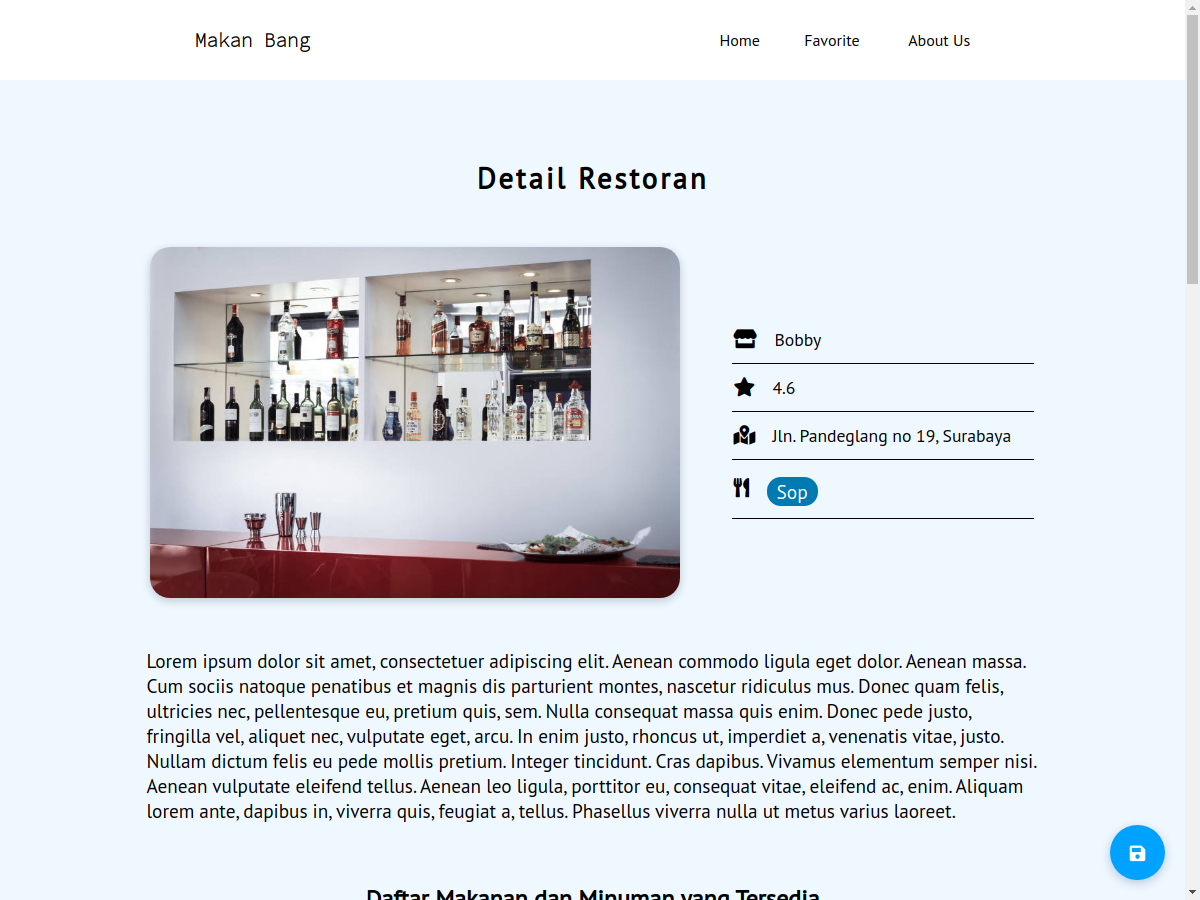 Makan Bang
Home Favorite About Us
Detail Restoran
Bobby
4.6
Jln. Pandeglang no 19, Surabaya
Sop
Lorem ipsum dolor sit amet, consectetuer adipiscing elit. Aenean commodo ligula eget dolor. Aenean massa.
Cum sociis natoque penatibus et magnis dis parturient montes, nascetur ridiculus mus. Donec quam felis,
ultricies nec, pellentesque eu, pretium quis, sem. Nulla consequat massa quis enim. Donec pede justo,
fringilla vel, aliquet nec, vulputate eget, arcu. In enim justo, rhoncus ut, imperdiet a, venenatis vitae, justo.
Nullam dictum felis eu pede mollis pretium. Integer tincidunt. Cras dapibus. Vivamus elementum semper nisi.
Aenean vulputate eleifend tellus. Aenean leo ligula, porttitor eu, consequat vitae, eleifend ac, enim. Aliquam
lorem ante, dapibus in, viverra quis, feugiat a, tellus. Phasellus viverra nulla ut metus varius laoreet.
Daftar Makanan dan Minuman yang Tersedia